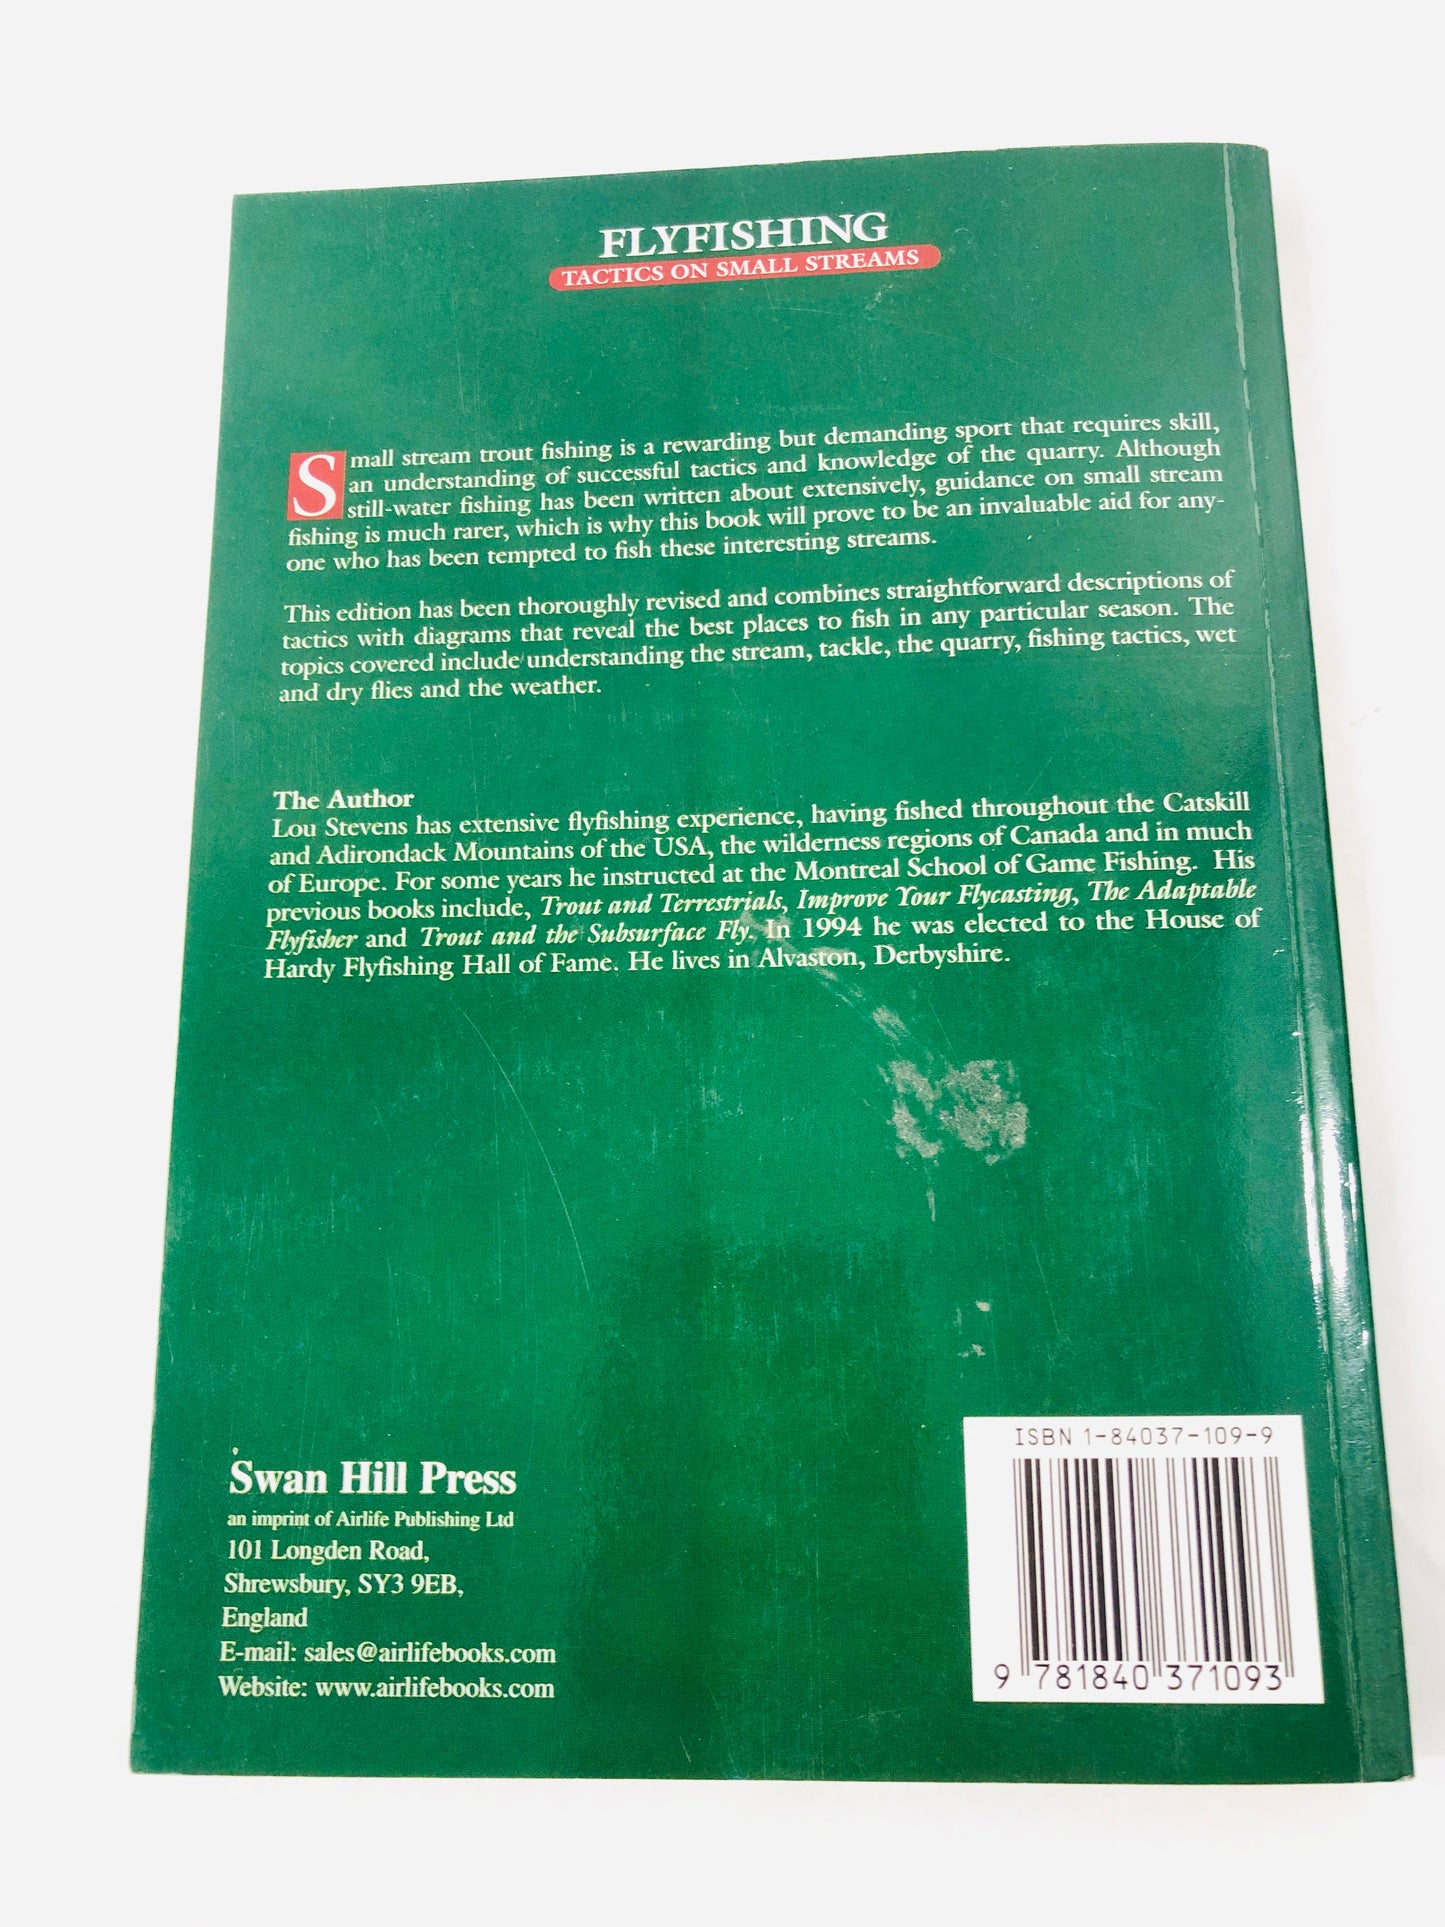 FLYFISHING
TACTICS ON SMALL STREAMS
Small stream trout fishing is a rewarding but demanding sport that requires skill,
an understanding of successful tactics and knowledge of the quarry. Although
still-water fishing has been written about extensively, guidance on small stream
fishing is much rarer, which is why this book will prove to be an invaluable aid for any-
one who has been tempted to fish these interesting streams.
This edition has been thoroughly revised and combines straightforward descriptions of
tactics with diagrams that reveal the best places to fish in any particular season. The
topics covered include understanding the stream, tackle, the quarry, fishing tactics, wet
and dry flies and the weather.
The Author
Lou Stevens has extensive flyfishing experience, having fished throughout the Catskill
and Adirondack Mountains of the USA, the wilderness regions of Canada and in much
of Europe. For some years he instructed at the Montreal School of Game Fishing. His
previous books include, Trout and Terrestrials, Improve Your Flycasting, The Adaptable
Flyfisher and Trout and the Subsurface Fly. In 1994 he was elected to the House of
Hardy Flyfishing Hall of Fame. He lives in Alvaston, Derbyshire.
Swan Hill Press
an imprint of Airlife Publishing Ltd
101 Longden Road,
Shrewsbury, SY3 9EB,
England
E-mail: sales@airlifebooks.com
Website: www.airlifebooks.com
ISBN 1-84037-109-9
9 781840 371093